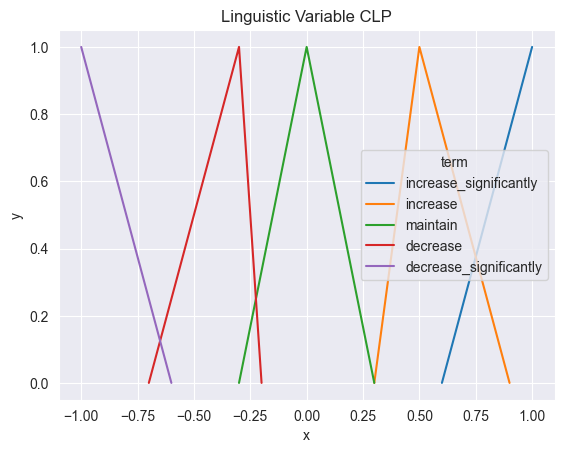 Linguistic Variable CLP
1.0
0.8
0.6
0.4
0.2
0.0
y
term
increase_significantly
increase
maintain
decrease
decrease_significantly
−1.00 −0.75 −0.50 −0.25 0.00 0.25 0.50 0.75 1.00
x